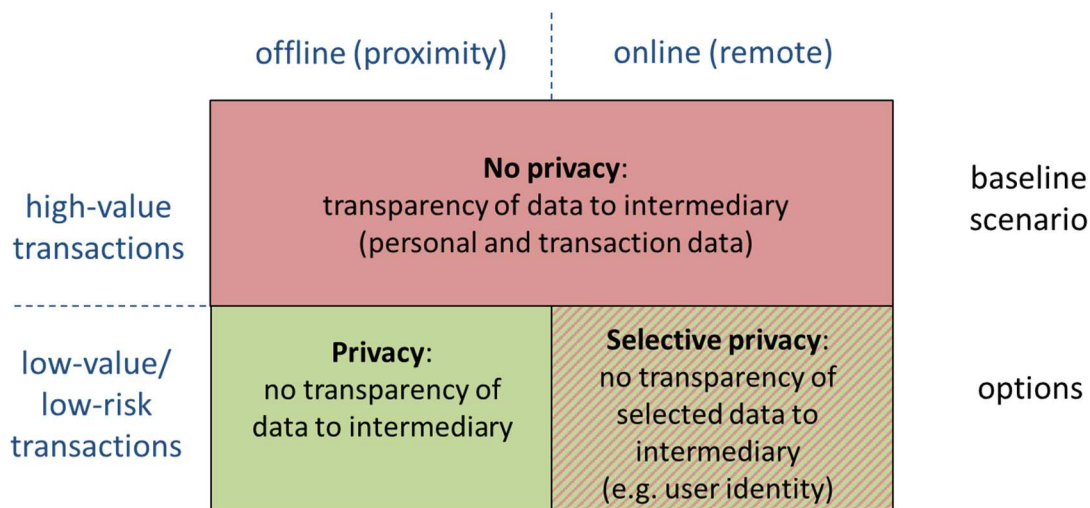 offline (proximity)
online (remote)
high-value
transactions
No privacy:
transparency of data to intermediary
(personal and transaction data)
baseline
scenario
low-value/
low-risk
transactions
Privacy:
no transparency of
data to intermediary
Selective privacy:
no transparency of
selected data to
intermediary
(e.g. user identity)
options